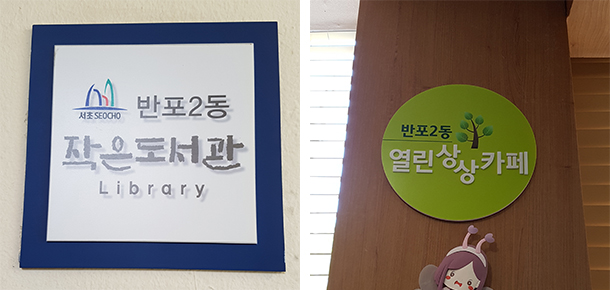 서초 SEOCHO
반포2동
작은도서관
Library
반포2동
열린상상카페